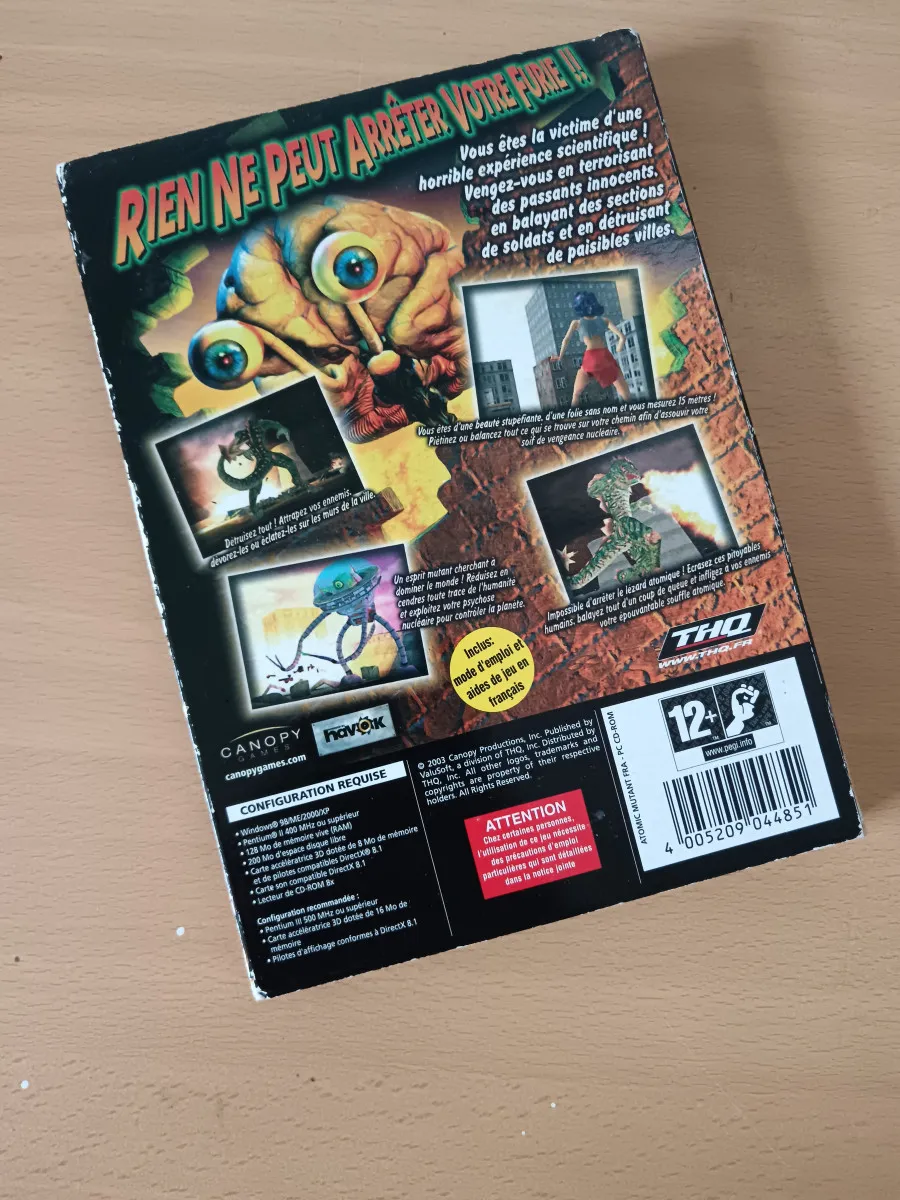 RIEN NE PEUT ARRÊTER VOTRE FURIE !!
Vous êtes la victime d'une
horrible expérience scientifique !
Vengez-vous en terrorisant
des passants innocents,
en balayant des sections
de soldats et en détruisant
de paisibles villes.
Vous êtes d'une beauté stupéfiante, d'une folie sans nom et vous mesurez 15 mètres !
Piétinez ou balancez tout ce qui se trouve sur votre chemin afin d'assouvir votre
soif de vengeance nucléaire.
Détruisez tout ! Attrapez vos ennemis,
dévorez-les ou éclatez-les sur les murs de la ville.
Un esprit mutant cherchant à
dominer le monde ! Réduisez en
cendres toute trace de l'humanité
et exploitez votre psychose
nucléaire pour contrôler la planète.
Impossible d'arrêter le lézard atomique ! Ecrasez ces pitoyables
humains, balayez tout d'un coup de queue et infligez à vos ennemis
votre épouvantable souffle atomique.
Inclus:
mode d'emploi et
aides de jeu en
français
THQ
WWW.THQ.FR
CANOPY
GAMES
canopygames.com
havok
CONFIGURATION REQUISE
• Windows® 98/ME/2000/XP
• Pentium® II 400 MHz ou supérieur
• 128 Mo de mémoire vive (RAM)
• 200 Mo d'espace disque libre
• Carte accélératrice 3D dotée de 8 Mo de mémoire
et de pilotes compatibles DirectX® 8.1
• Carte son compatible DirectX 8.1
• Lecteur de CD-ROM 8x
Configuration recommandée :
• Pentium III 500 MHz ou supérieur
• Carte accélératrice 3D dotée de 16 Mo de
mémoire
• Pilotes d'affichage conformes à DirectX 8.1
© 2003 Canopy Productions, Inc. Published by
ValuSoft, a division of THQ, Inc. Distributed by
THQ, Inc. All other logos, trademarks and
copyrights are property of their respective
holders. All Rights Reserved.
ATTENTION
Chez certaines personnes,
l'utilisation de ce jeu nécessite
des précautions d'emploi
particulières qui sont détaillées
dans la notice jointe
ATOMIC MUTANT FRA - PC CD-ROM
12+
www.pegi.info
4 005209 044851